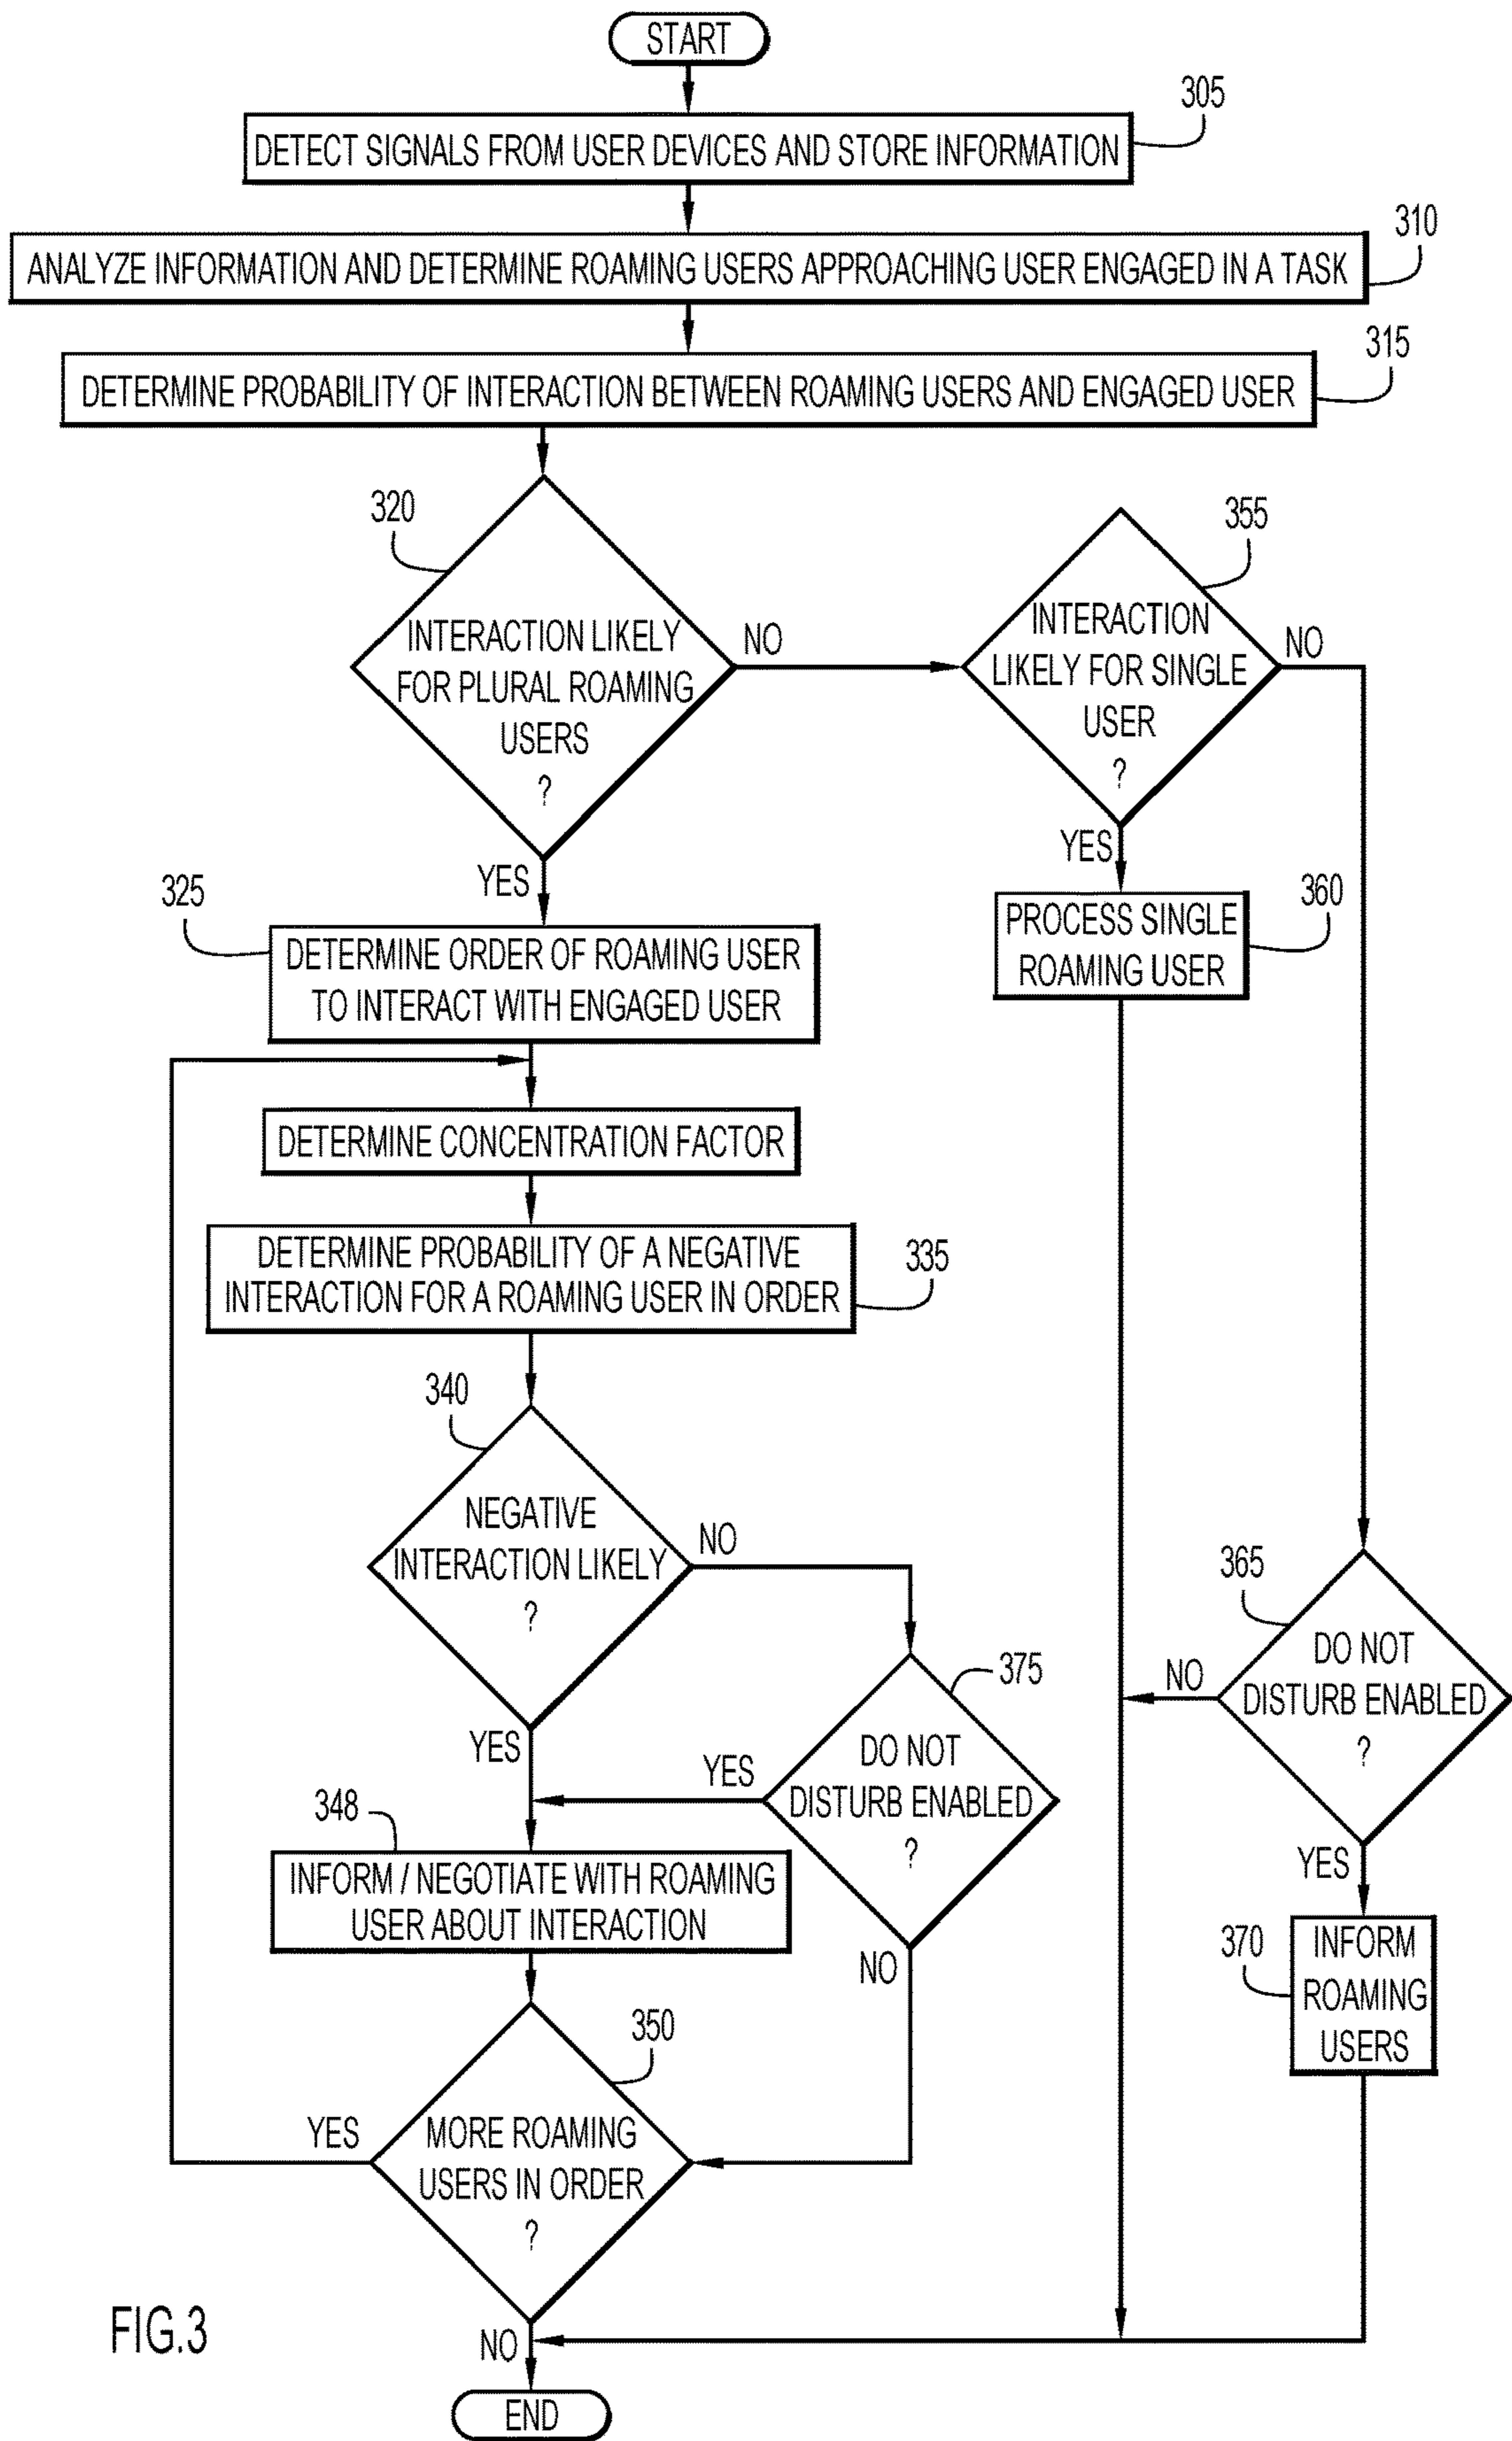 START
305
DETECT SIGNALS FROM USER DEVICES AND STORE INFORMATION
310
ANALYZE INFORMATION AND DETERMINE ROAMING USERS APPROACHING USER ENGAGED IN A TASK
315
DETERMINE PROBABILITY OF INTERACTION BETWEEN ROAMING USERS AND ENGAGED USER
320
INTERACTION LIKELY
FOR PLURAL ROAMING
USERS
?
NO
YES
355
INTERACTION
LIKELY FOR SINGLE
USER
?
NO
YES
360
PROCESS SINGLE
ROAMING USER
325
DETERMINE ORDER OF ROAMING USER
TO INTERACT WITH ENGAGED USER
DETERMINE CONCENTRATION FACTOR
DETERMINE PROBABILITY OF A NEGATIVE
INTERACTION FOR A ROAMING USER IN ORDER
335
340
NEGATIVE
INTERACTION LIKELY
?
NO
YES
375
DO NOT
DISTURB ENABLED
?
YES
NO
365
DO NOT
DISTURB ENABLED
?
NO
YES
348
INFORM / NEGOTIATE WITH ROAMING
USER ABOUT INTERACTION
370
INFORM
ROAMING
USERS
350
MORE ROAMING
USERS IN ORDER
?
YES
NO
END
FIG.3